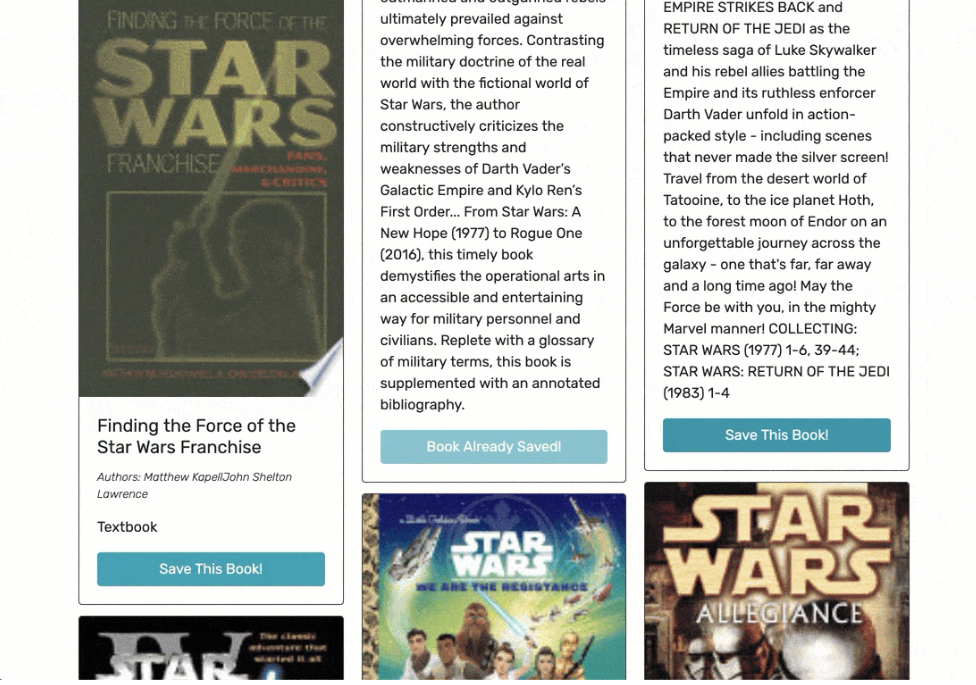 FINDING THE FORCE OF THE
STAR
WARS
FRANCHISE
FANS,
MERCHANDISE,
& CRITICS
Finding the Force of the
Star Wars Franchise
Authors: Matthew KapellJohn Shelton
Lawrence
Textbook
Save This Book!
The classic
adventure that
started it all
STAR
ultimately prevailed against
overwhelming forces. Contrasting
the military doctrine of the real
world with the fictional world of
Star Wars, the author
constructively criticizes the
military strengths and
weaknesses of Darth Vader’s
Galactic Empire and Kylo Ren’s
First Order... From Star Wars: A
New Hope (1977) to Rogue One
(2016), this timely book
demystifies the operational arts in
an accessible and entertaining
way for military personnel and
civilians. Replete with a glossary
of military terms, this book is
supplemented with an annotated
bibliography.
Book Already Saved!
a Little Golden Book
STAR
WARS
WE ARE THE RESISTANCE
EMPIRE STRIKES BACK and
RETURN OF THE JEDI as the
timeless saga of Luke Skywalker
and his rebel allies battling the
Empire and its ruthless enforcer
Darth Vader unfold in action-
packed style - including scenes
that never made the silver screen!
Travel from the desert world of
Tatooine, to the ice planet Hoth,
to the forest moon of Endor on an
unforgettable journey across the
galaxy - one that's far, far away
and a long time ago! May the
Force be with you, in the mighty
Marvel manner! COLLECTING:
STAR WARS (1977) 1-6, 39-44;
STAR WARS: RETURN OF THE JEDI
(1983) 1-4
Save This Book!
STAR
WARS
ALLEGIANCE